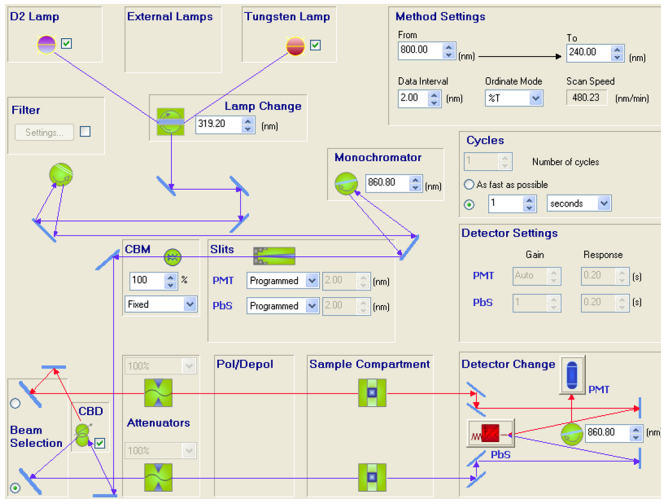 D2 Lamp
External Lamps
Tungsten Lamp
Method Settings
From
800.00 (nm)
To
240.00 (nm)
Data Interval
2.00 (nm)
Ordinate Mode
%T
Scan Speed
480.23 (nm/min)
Filter
Settings...
Lamp Change
319.20 (nm)
Monochromator
860.80 (nm)
Cycles
1 Number of cycles
As fast as possible
1 seconds
CBM
100 %
Fixed
Slits
PMT Programmed 2.00 (nm)
PbS Programmed 2.00 (nm)
Detector Settings
Gain Response
PMT Auto 0.20 (s)
PbS 1 0.20 (s)
Beam
Selection
CBD
100%
Attenuators
100%
Pol/Depol
Sample Compartment
Detector Change
PMT
860.80 (nm)
PbS